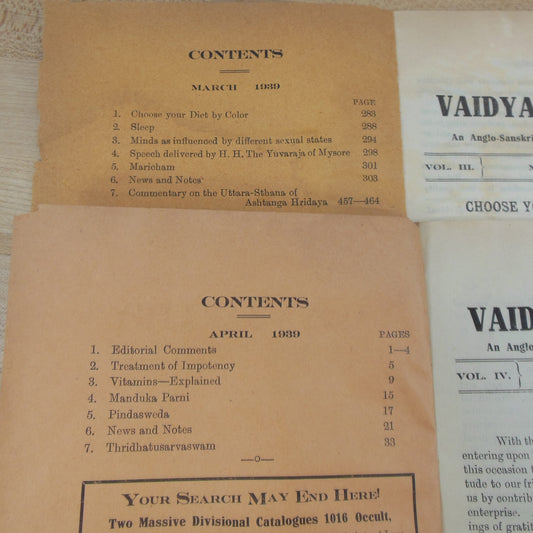 CONTENTS
MARCH 1939
PAGE
1. Choose your Diet by Color 283
2. Sleep 288
3. Minds as influenced by different sexual states 294
4. Speech delivered by H. H. The Yuvaraja of Mysore 298
5. Maricham 301
6. News and Notes 303
7. Commentary on the Uttara-Sthana of
Ashtanga Hridaya 457—464
VAIDYA
An Anglo-Sanskri
VOL. III.
CHOOSE YO
CONTENTS
APRIL 1939
PAGES
1. Editorial Comments 1—4
2. Treatment of Impotency 5
3. Vitamins—Explained 9
4. Manduka Parni 15
5. Pindasweda 17
6. News and Notes 21
7. Thridhatusarvaswam 33
YOUR SEARCH MAY END HERE!
Two Massive Divisional Catalogues 1016 Occult,
VAID
An Anglo
VOL. IV.
With th
entering upon
this occasion t
tude to our fri
us by contrib
enterprise.
ings of gratit